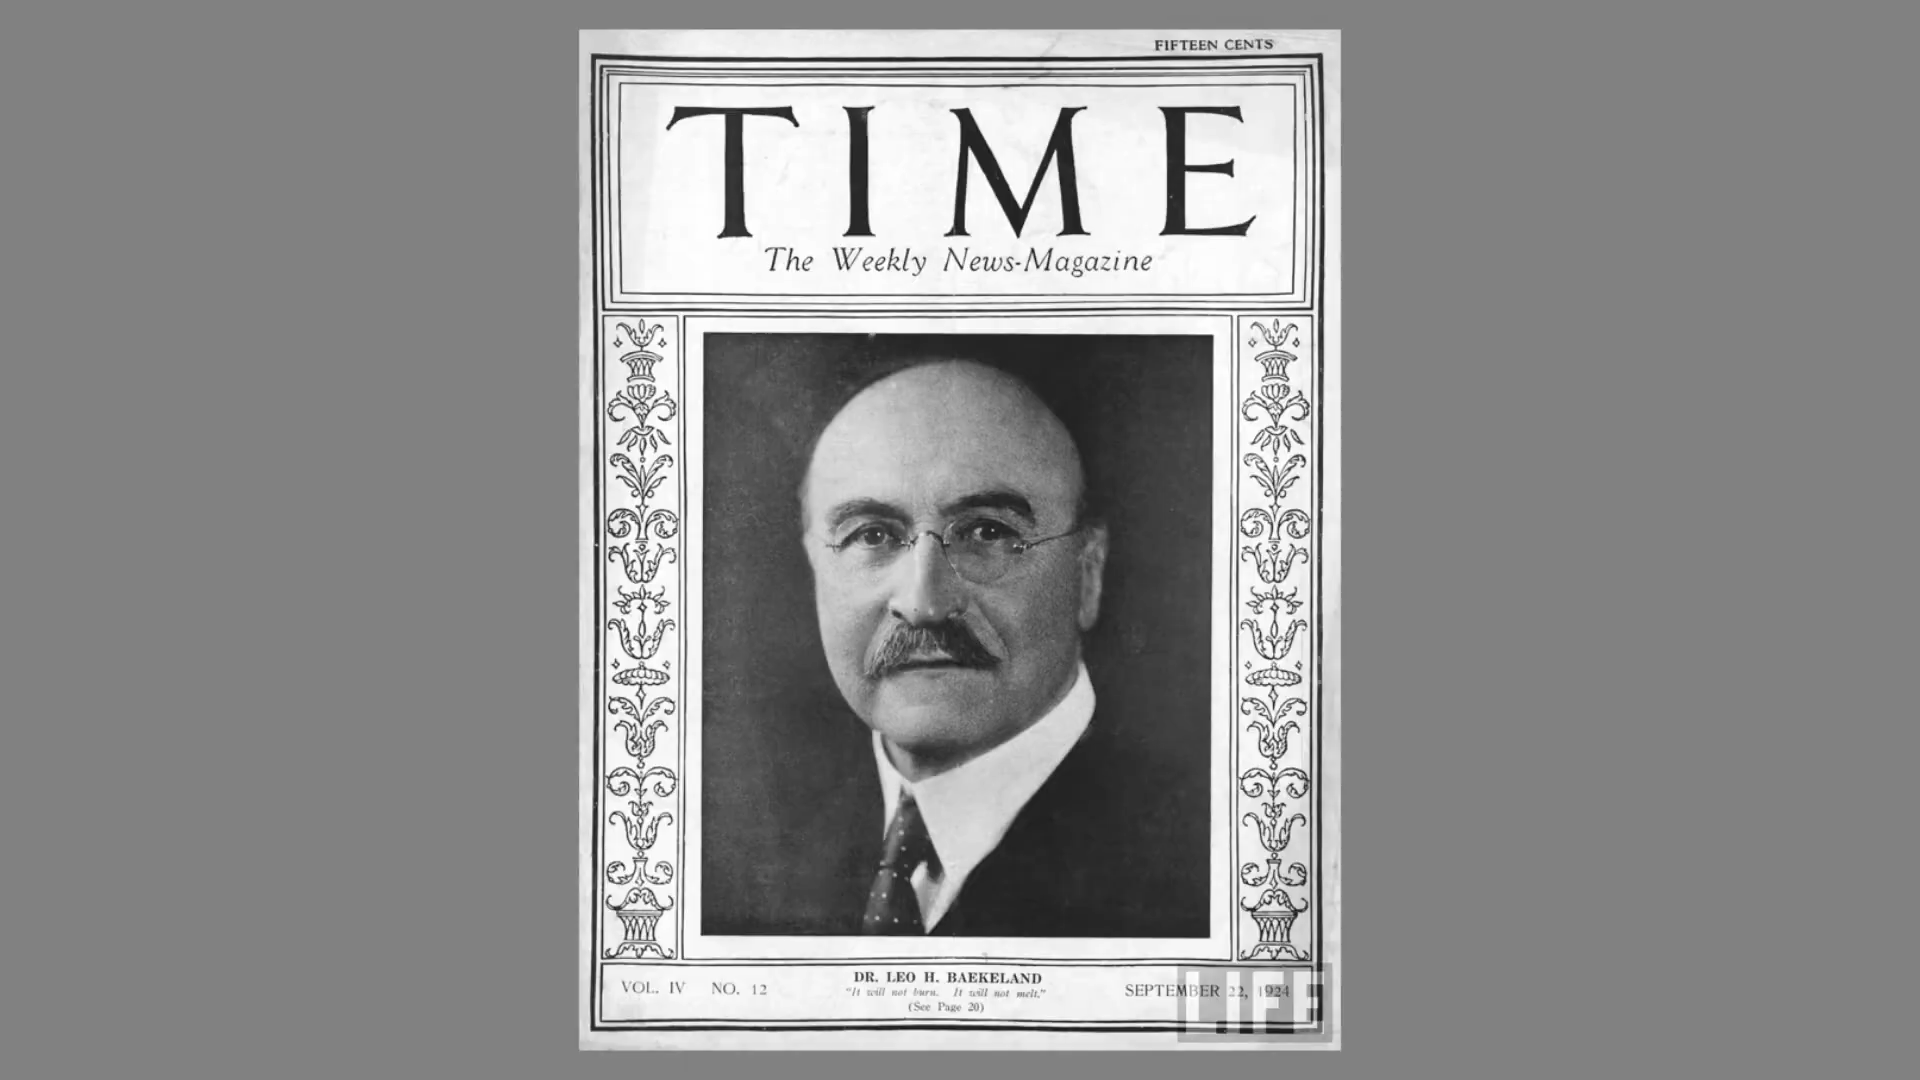 FIFTEEN CENTS
TIME
The Weekly News-Magazine
DR. LEO H. BAEKELAND
"It will not burn. It will not melt."
(See Page 20)
VOL. IV NO. 12
SEPTEMBER 22, 1924
LIFE